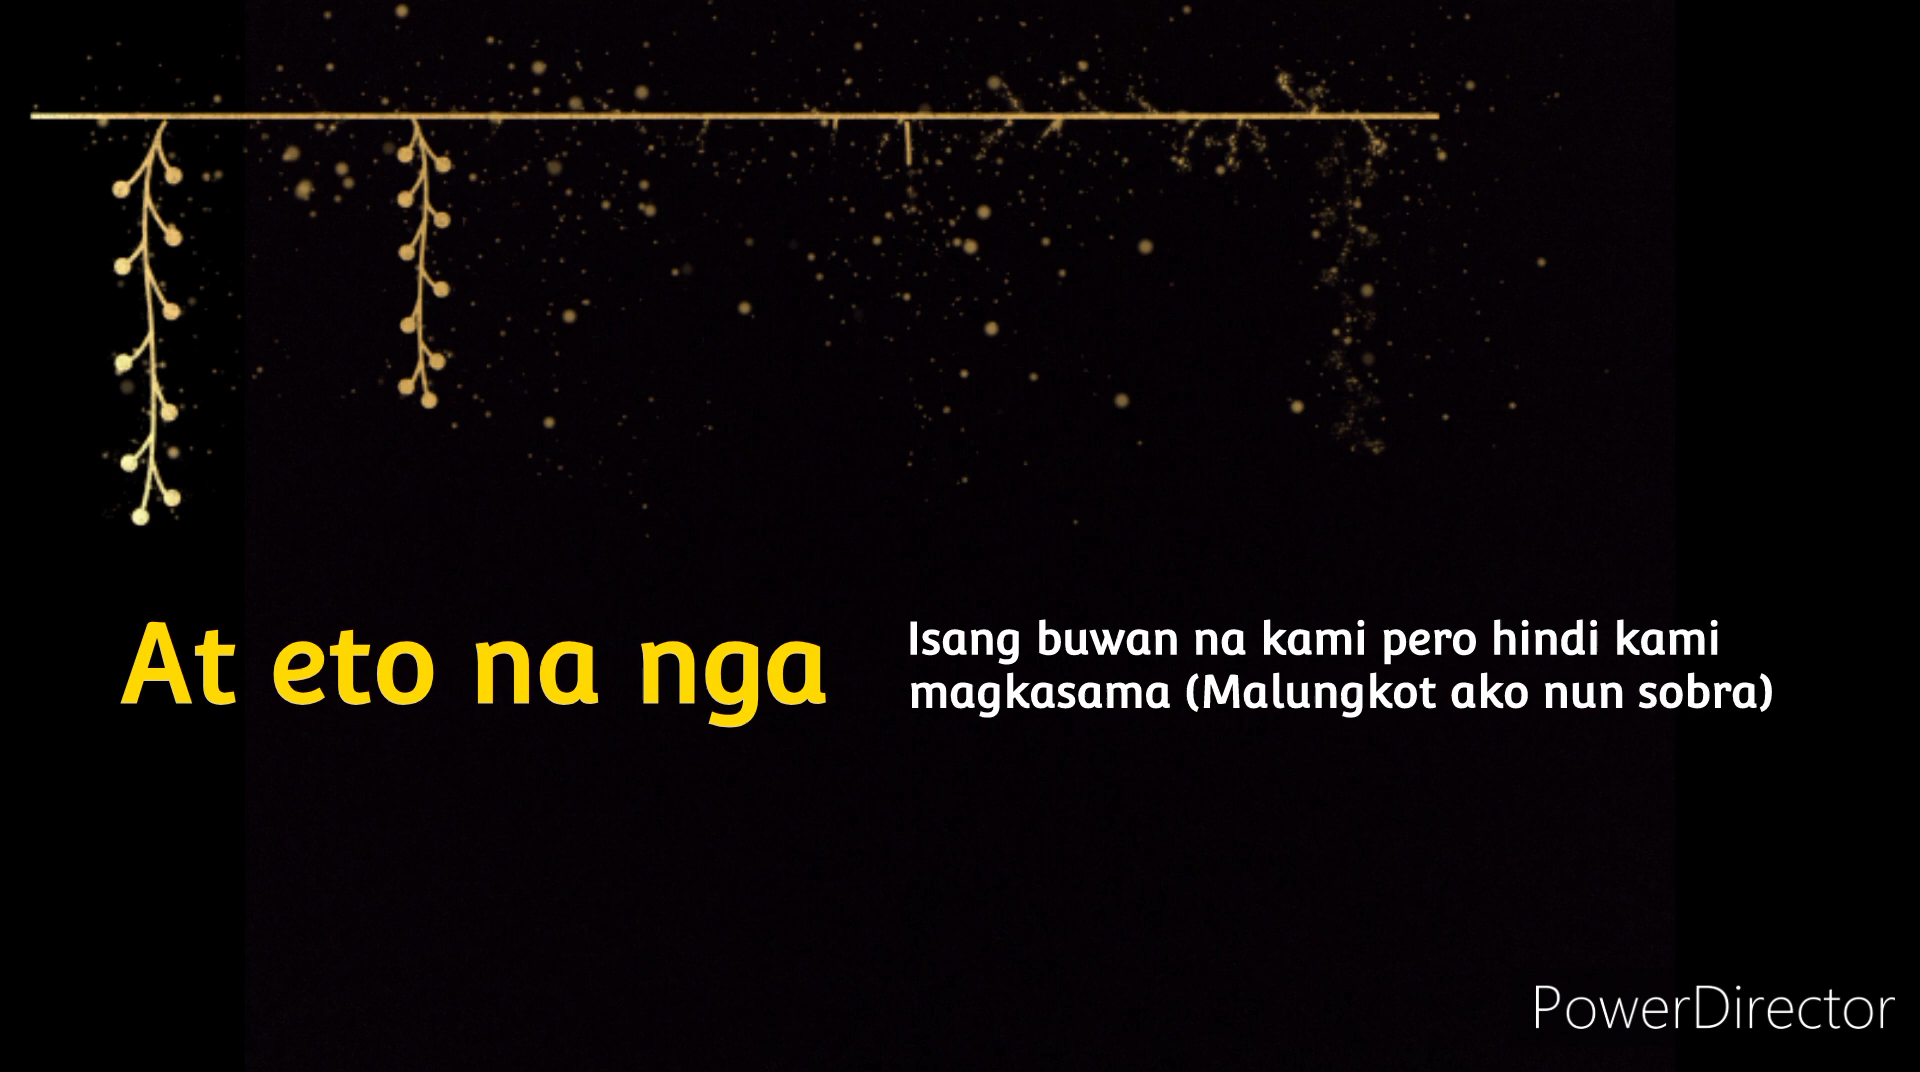 At eto na nga
Isang buwan na kami pero hindi kami
magkasama (Malungkot ako nun sobra)
PowerDirector